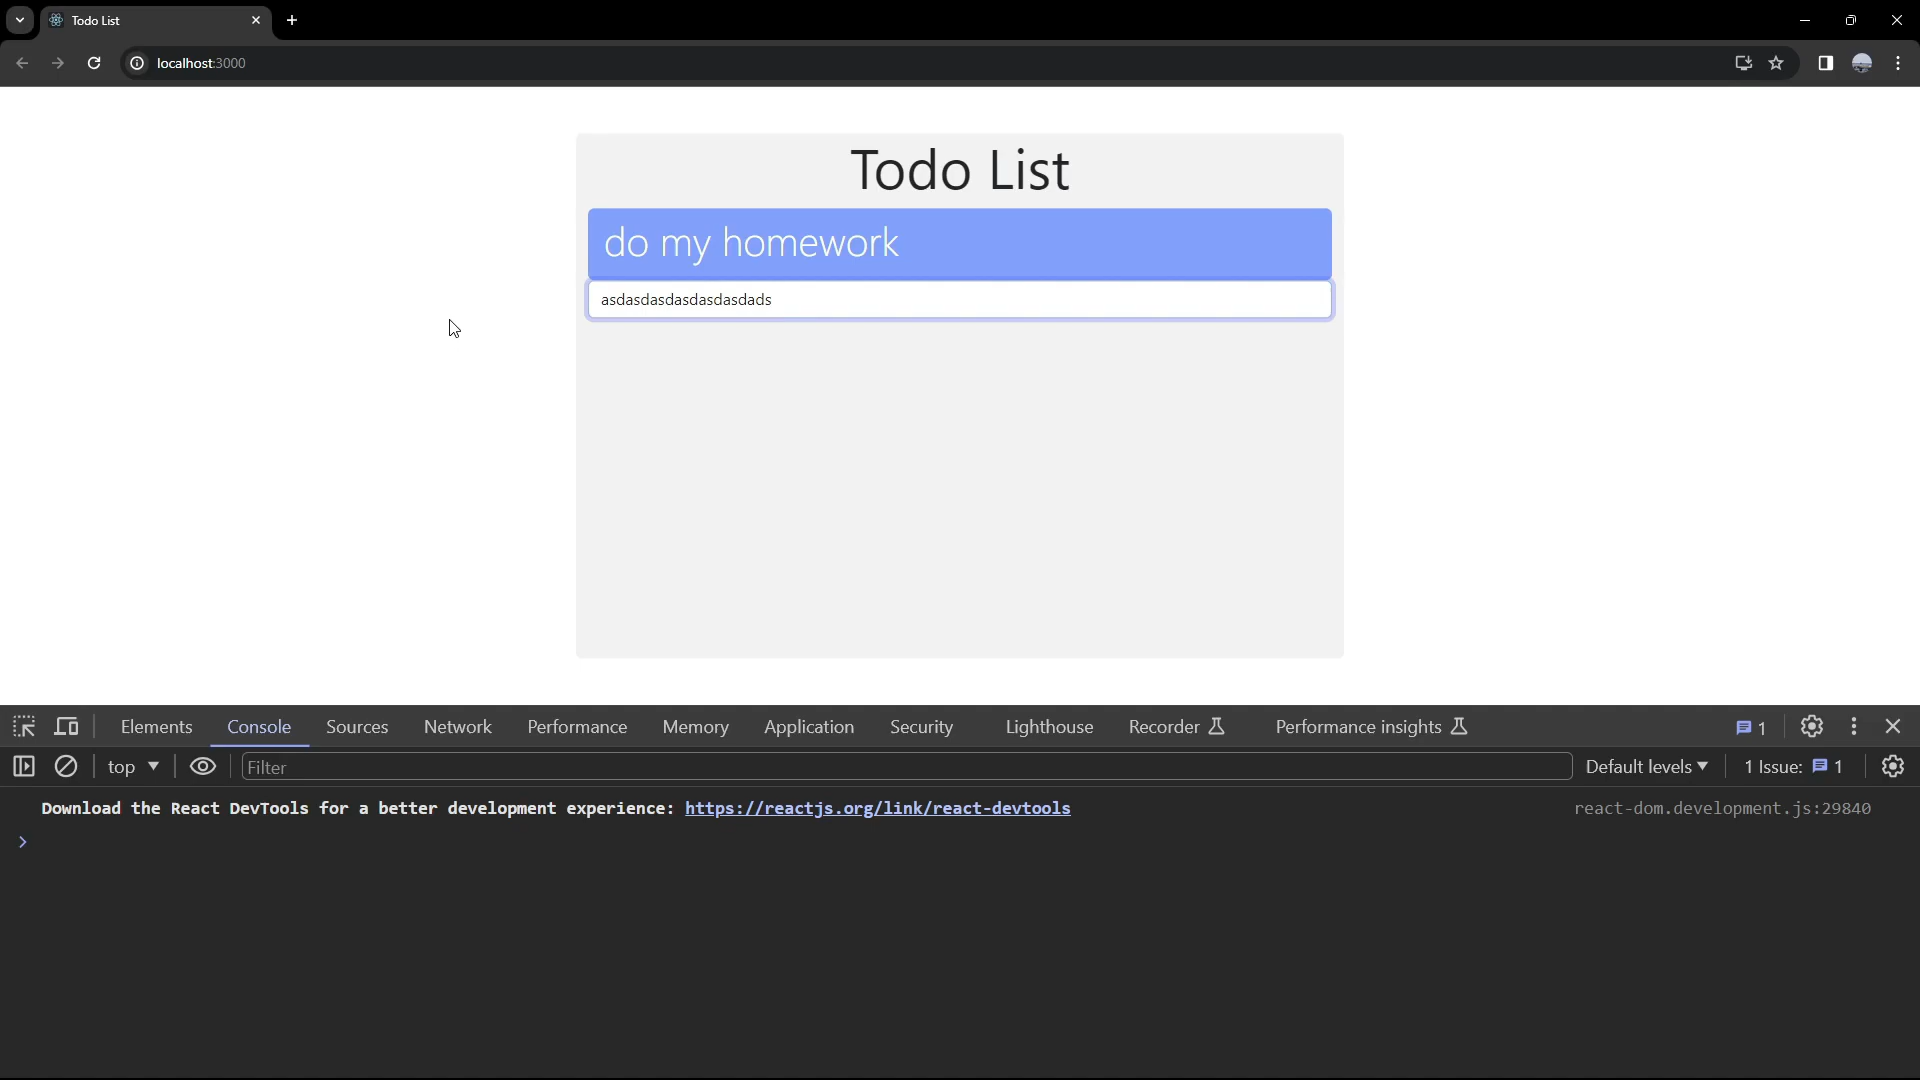 Todo List
localhost:3000
Todo List
do my homework
asdasdasdasdasdasdads
Elements Console Sources Network Performance Memory Application Security Lighthouse Recorder Performance insights 1
top Filter Default levels 1 Issue: 1
Download the React DevTools for a better development experience: https://reactjs.org/link/react-devtools react-dom.development.js:29840